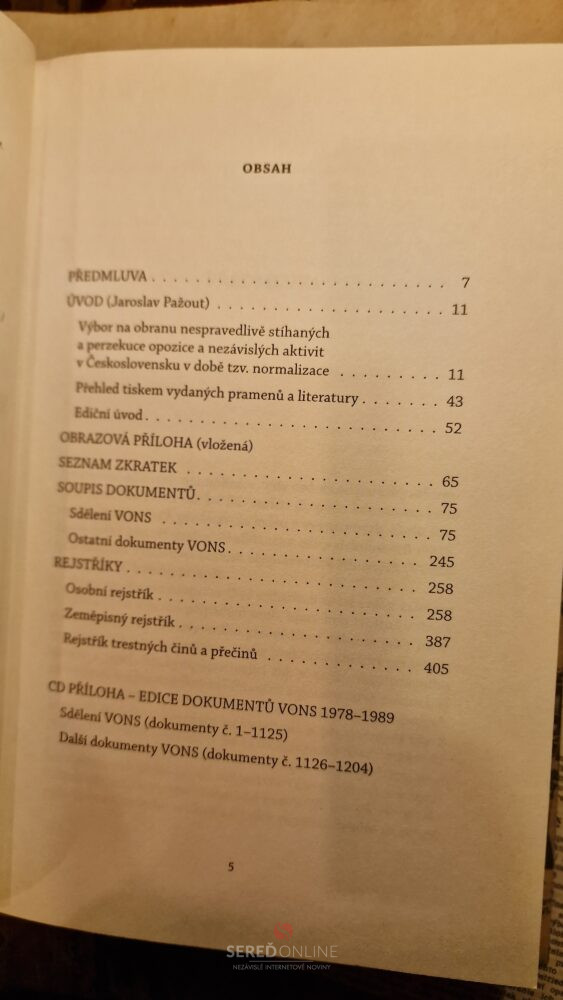 OBSAH
PŘEDMLUVA . . . . . . . . . . . . . . . . . . . . . . . . . . . 7
ÚVOD (Jaroslav Pažout) . . . . . . . . . . . . . . . . . . . . . 11
Výbor na obranu nespravedlivě stíhaných
a perzekuce opozice a nezávislých aktivit
v Československu v době tzv. normalizace . . . . . . . . . 11
Přehled tiskem vydaných pramenů a literatury . . . . . . . 43
Ediční úvod . . . . . . . . . . . . . . . . . . . . . . . . . . 52
OBRAZOVÁ PŘÍLOHA (vložená)
SEZNAM ZKRATEK . . . . . . . . . . . . . . . . . . . . . . . 65
SOUPIS DOKUMENTŮ . . . . . . . . . . . . . . . . . . . . . . 75
Sdělení VONS . . . . . . . . . . . . . . . . . . . . . . . . . 75
Ostatní dokumenty VONS . . . . . . . . . . . . . . . . . . 245
REJSTŘÍKY . . . . . . . . . . . . . . . . . . . . . . . . . . . 258
Osobní rejstřík . . . . . . . . . . . . . . . . . . . . . . . . 258
Zeměpisný rejstřík . . . . . . . . . . . . . . . . . . . . . . 387
Rejstřík trestných činů a přečinů . . . . . . . . . . . . . . 405
CD PŘÍLOHA – EDICE DOKUMENTŮ VONS 1978–1989
Sdělení VONS (dokumenty č. 1–1125)
Další dokumenty VONS (dokumenty č. 1126–1204)
5
SEREĎ ONLINE
NEZÁVISLÉ INTERNETOVÉ NOVINY